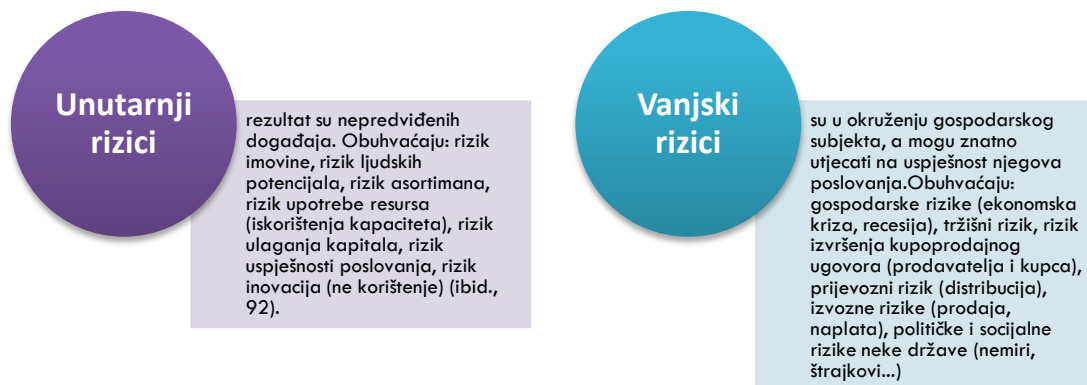 Unutarnji
rizici
rezultat su nepredviđenih
događaja. Obuhvaćaju: rizik
imovine, rizik ljudskih
potencijala, rizik asortimana,
rizik upotrebe resursa
(iskorištenja kapaciteta), rizik
ulaganja kapitala, rizik
uspješnosti poslovanja, rizik
inovacija (ne korištenje) (ibid.,
92).
Vanjski
rizici
su u okruženju gospodarskog
subjekta, a mogu znatno
utjecati na uspješnost njegova
poslovanja.Obuhvaćaju:
gospodarske rizike (ekonomska
kriza, recesija), tržišni rizik, rizik
izvršenja kupoprodajnog
ugovora (prodavatelja i kupca),
prijevozni rizik (distribucija),
izvozne rizike (prodaja,
naplata), političke i socijalne
rizike neke države (nemiri,
štrajkovi...)